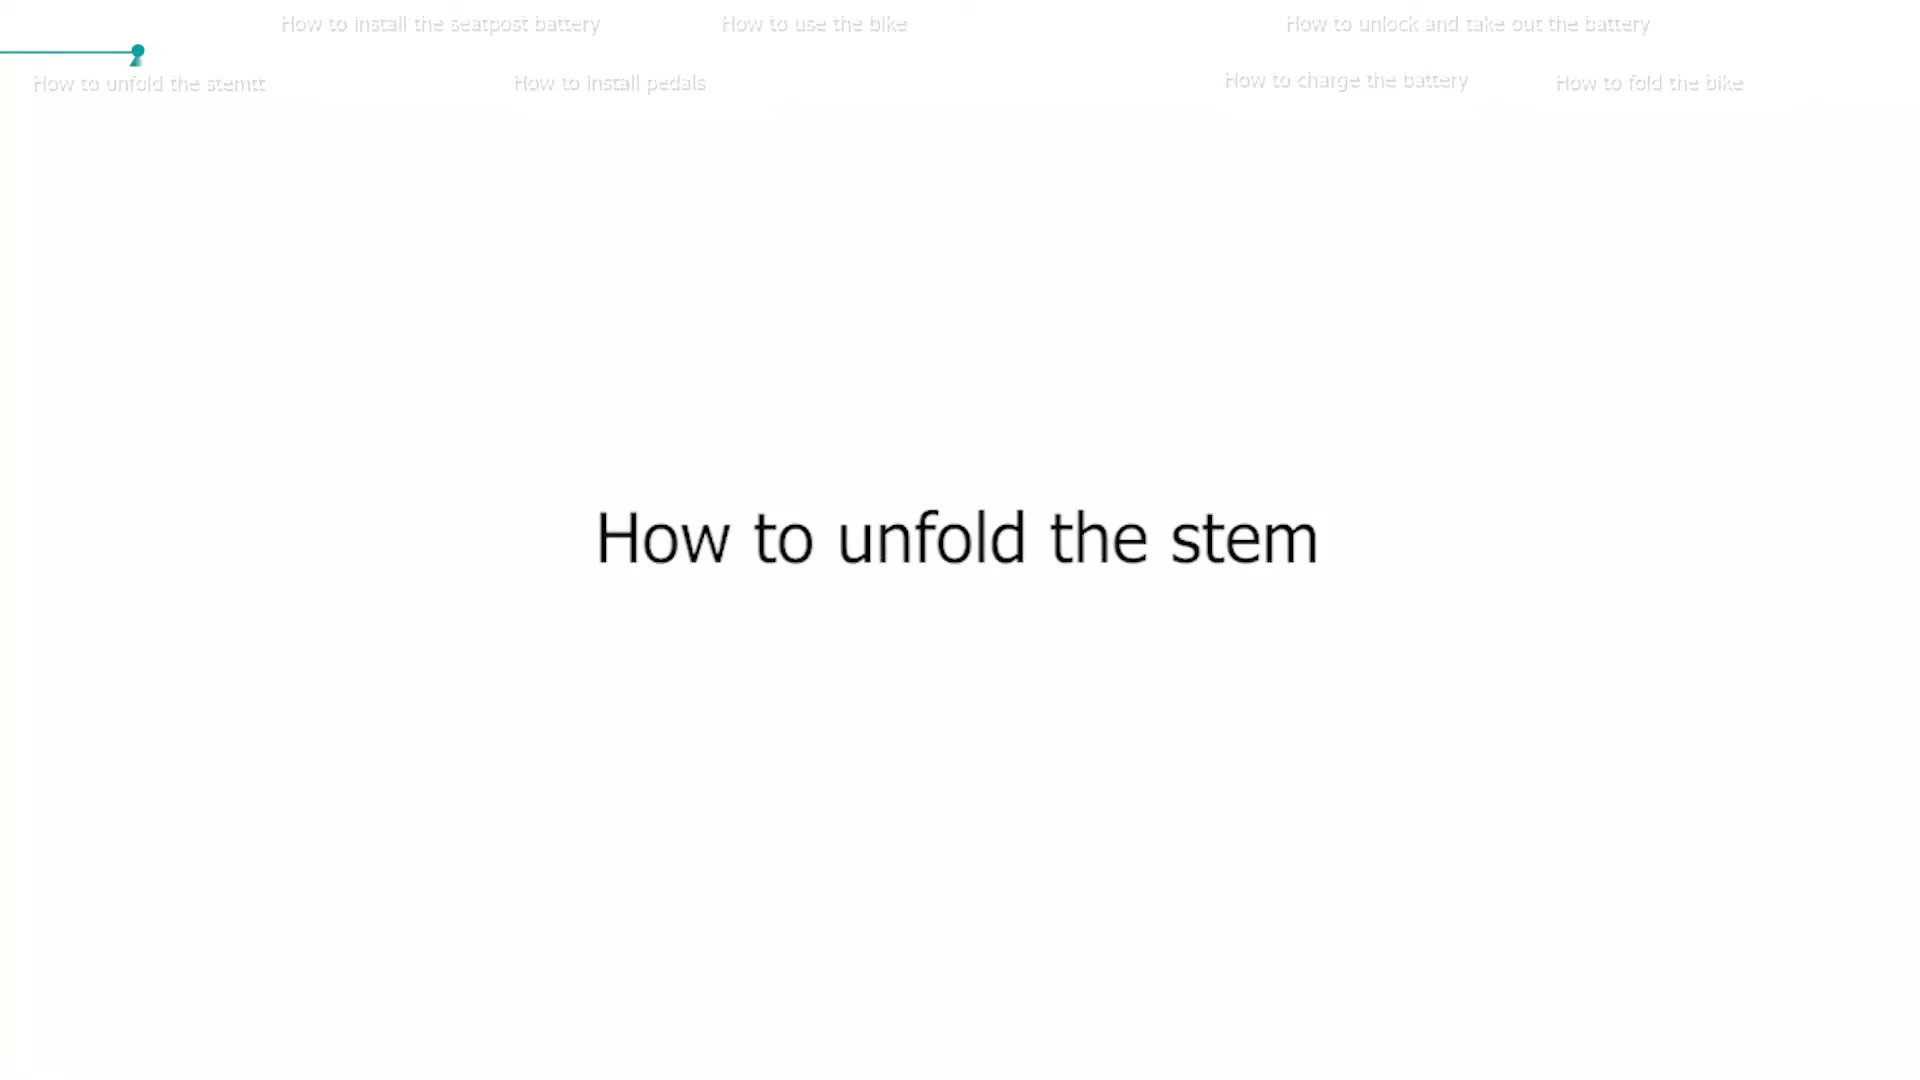 How to install the seatpost battery
How to use the bike
How to unlock and take out the battery
How to unfold the stemtt
How to install pedals
How to charge the battery
How to fold the bike
How to unfold the stem